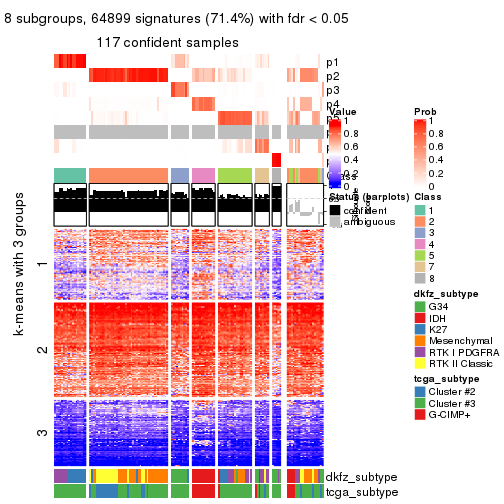 8 subgroups, 64899 signatures (71.4%) with fdr < 0.05
117 confident samples
p1
p2
p3
p4
Value
1
0.8
0.6
0.4
0.2
0
Prob
1
0.8
0.6
0.4
0.2
0
Status (barplots)
confident
ambiguous
Class
1
2
3
4
5
7
8
dkfz_subtype
G34
IDH
K27
Mesenchymal
RTK I PDGFRA
RTK II Classic
tcga_subtype
Cluster #2
Cluster #3
G-CIMP+
k-means with 3 groups
1
2
3
dkfz_subtype
tcga_subtype